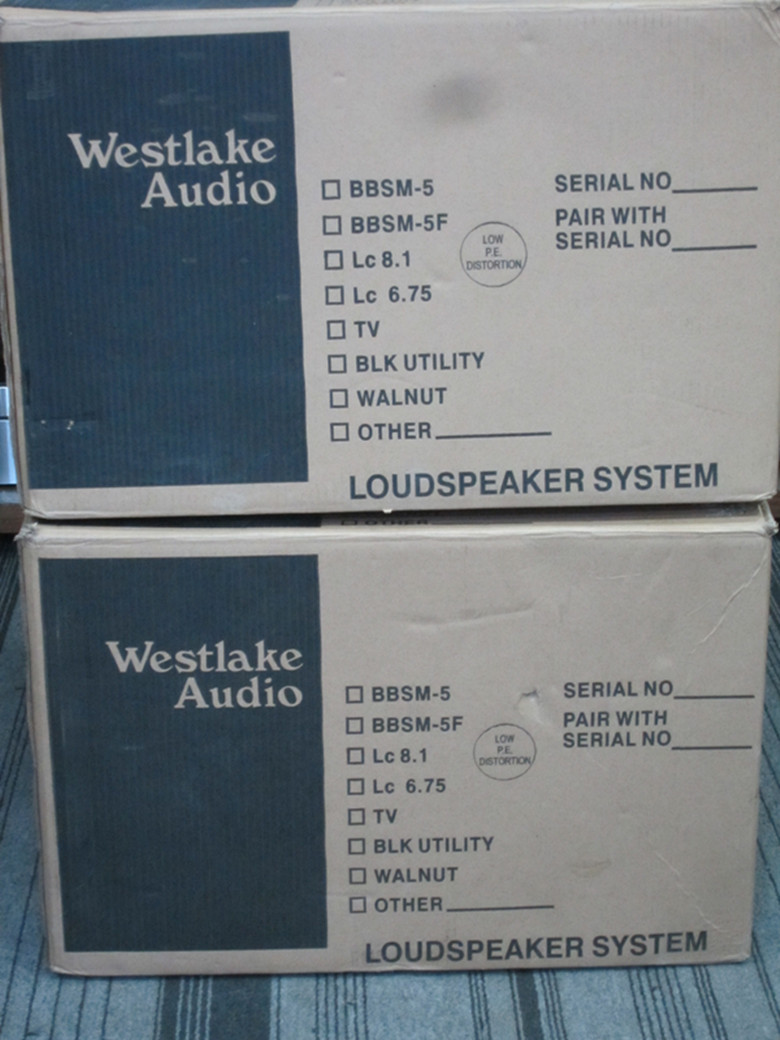 Westlake
Audio
☐ BBSM-5
☐ BBSM-5F
☐ Lc 8.1
☐ Lc 6.75
☐ TV
☐ BLK UTILITY
☐ WALNUT
☐ OTHER
LOW
P.E.
DISTORTION
SERIAL NO
PAIR WITH
SERIAL NO
LOUDSPEAKER SYSTEM
OTHER
Westlake
Audio
☐ BBSM-5
☐ BBSM-5F
☐ Lc 8.1
☐ Lc 6.75
☐ TV
☐ BLK UTILITY
☐ WALNUT
☐ OTHER
LOW
P.E.
DISTORTION
SERIAL NO
PAIR WITH
SERIAL NO
LOUDSPEAKER SYSTEM